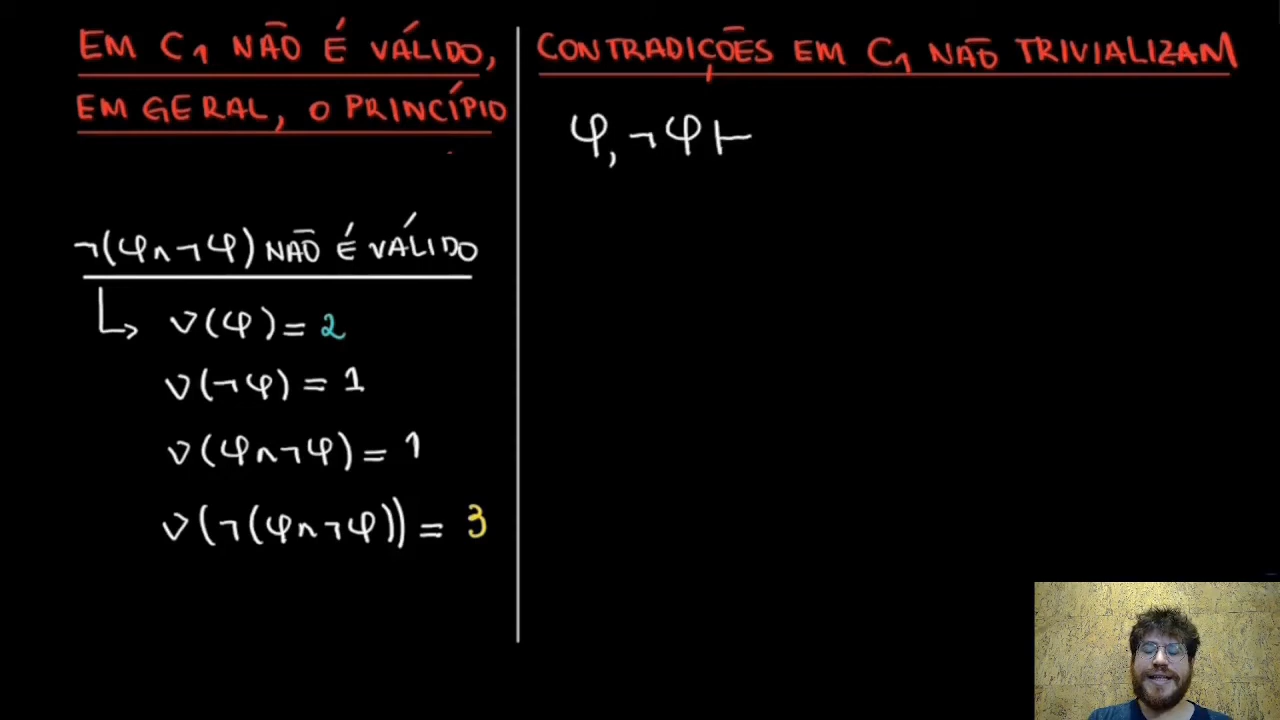 EM C1 NÃO É VÁLIDO,
EM GERAL, O PRINCÍPIO
¬(φ∧¬φ) NÃO É VÁLIDO
↳ v(φ) = 2
v(¬φ) = 1
v(φ∧¬φ) = 1
v(¬(φ∧¬φ)) = 3
CONTRADIÇÕES EM C1 NÃO TRIVIALIZAM
φ, ¬φ ⊢